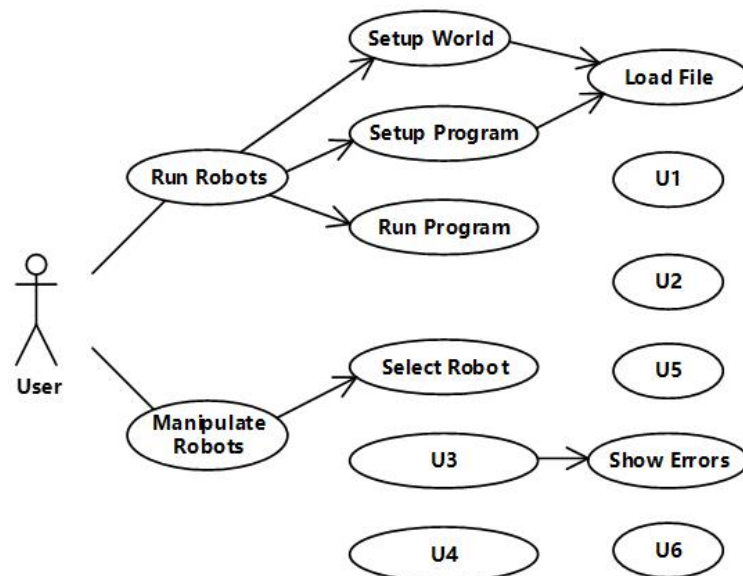 Setup World
Load File
Setup Program
Run Robots
U1
Run Program
U2
User
Select Robot
U5
Manipulate
Robots
U3
Show Errors
U4
U6